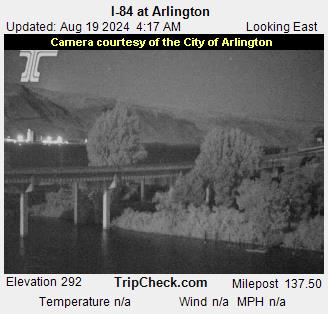 I-84 at Arlington
Updated: Aug 19 2024 4:17 AM Looking East
Camera courtesy of the City of Arlington
Elevation 292 TripCheck.com Milepost 137.50
Temperature n/a Wind n/a MPH n/a